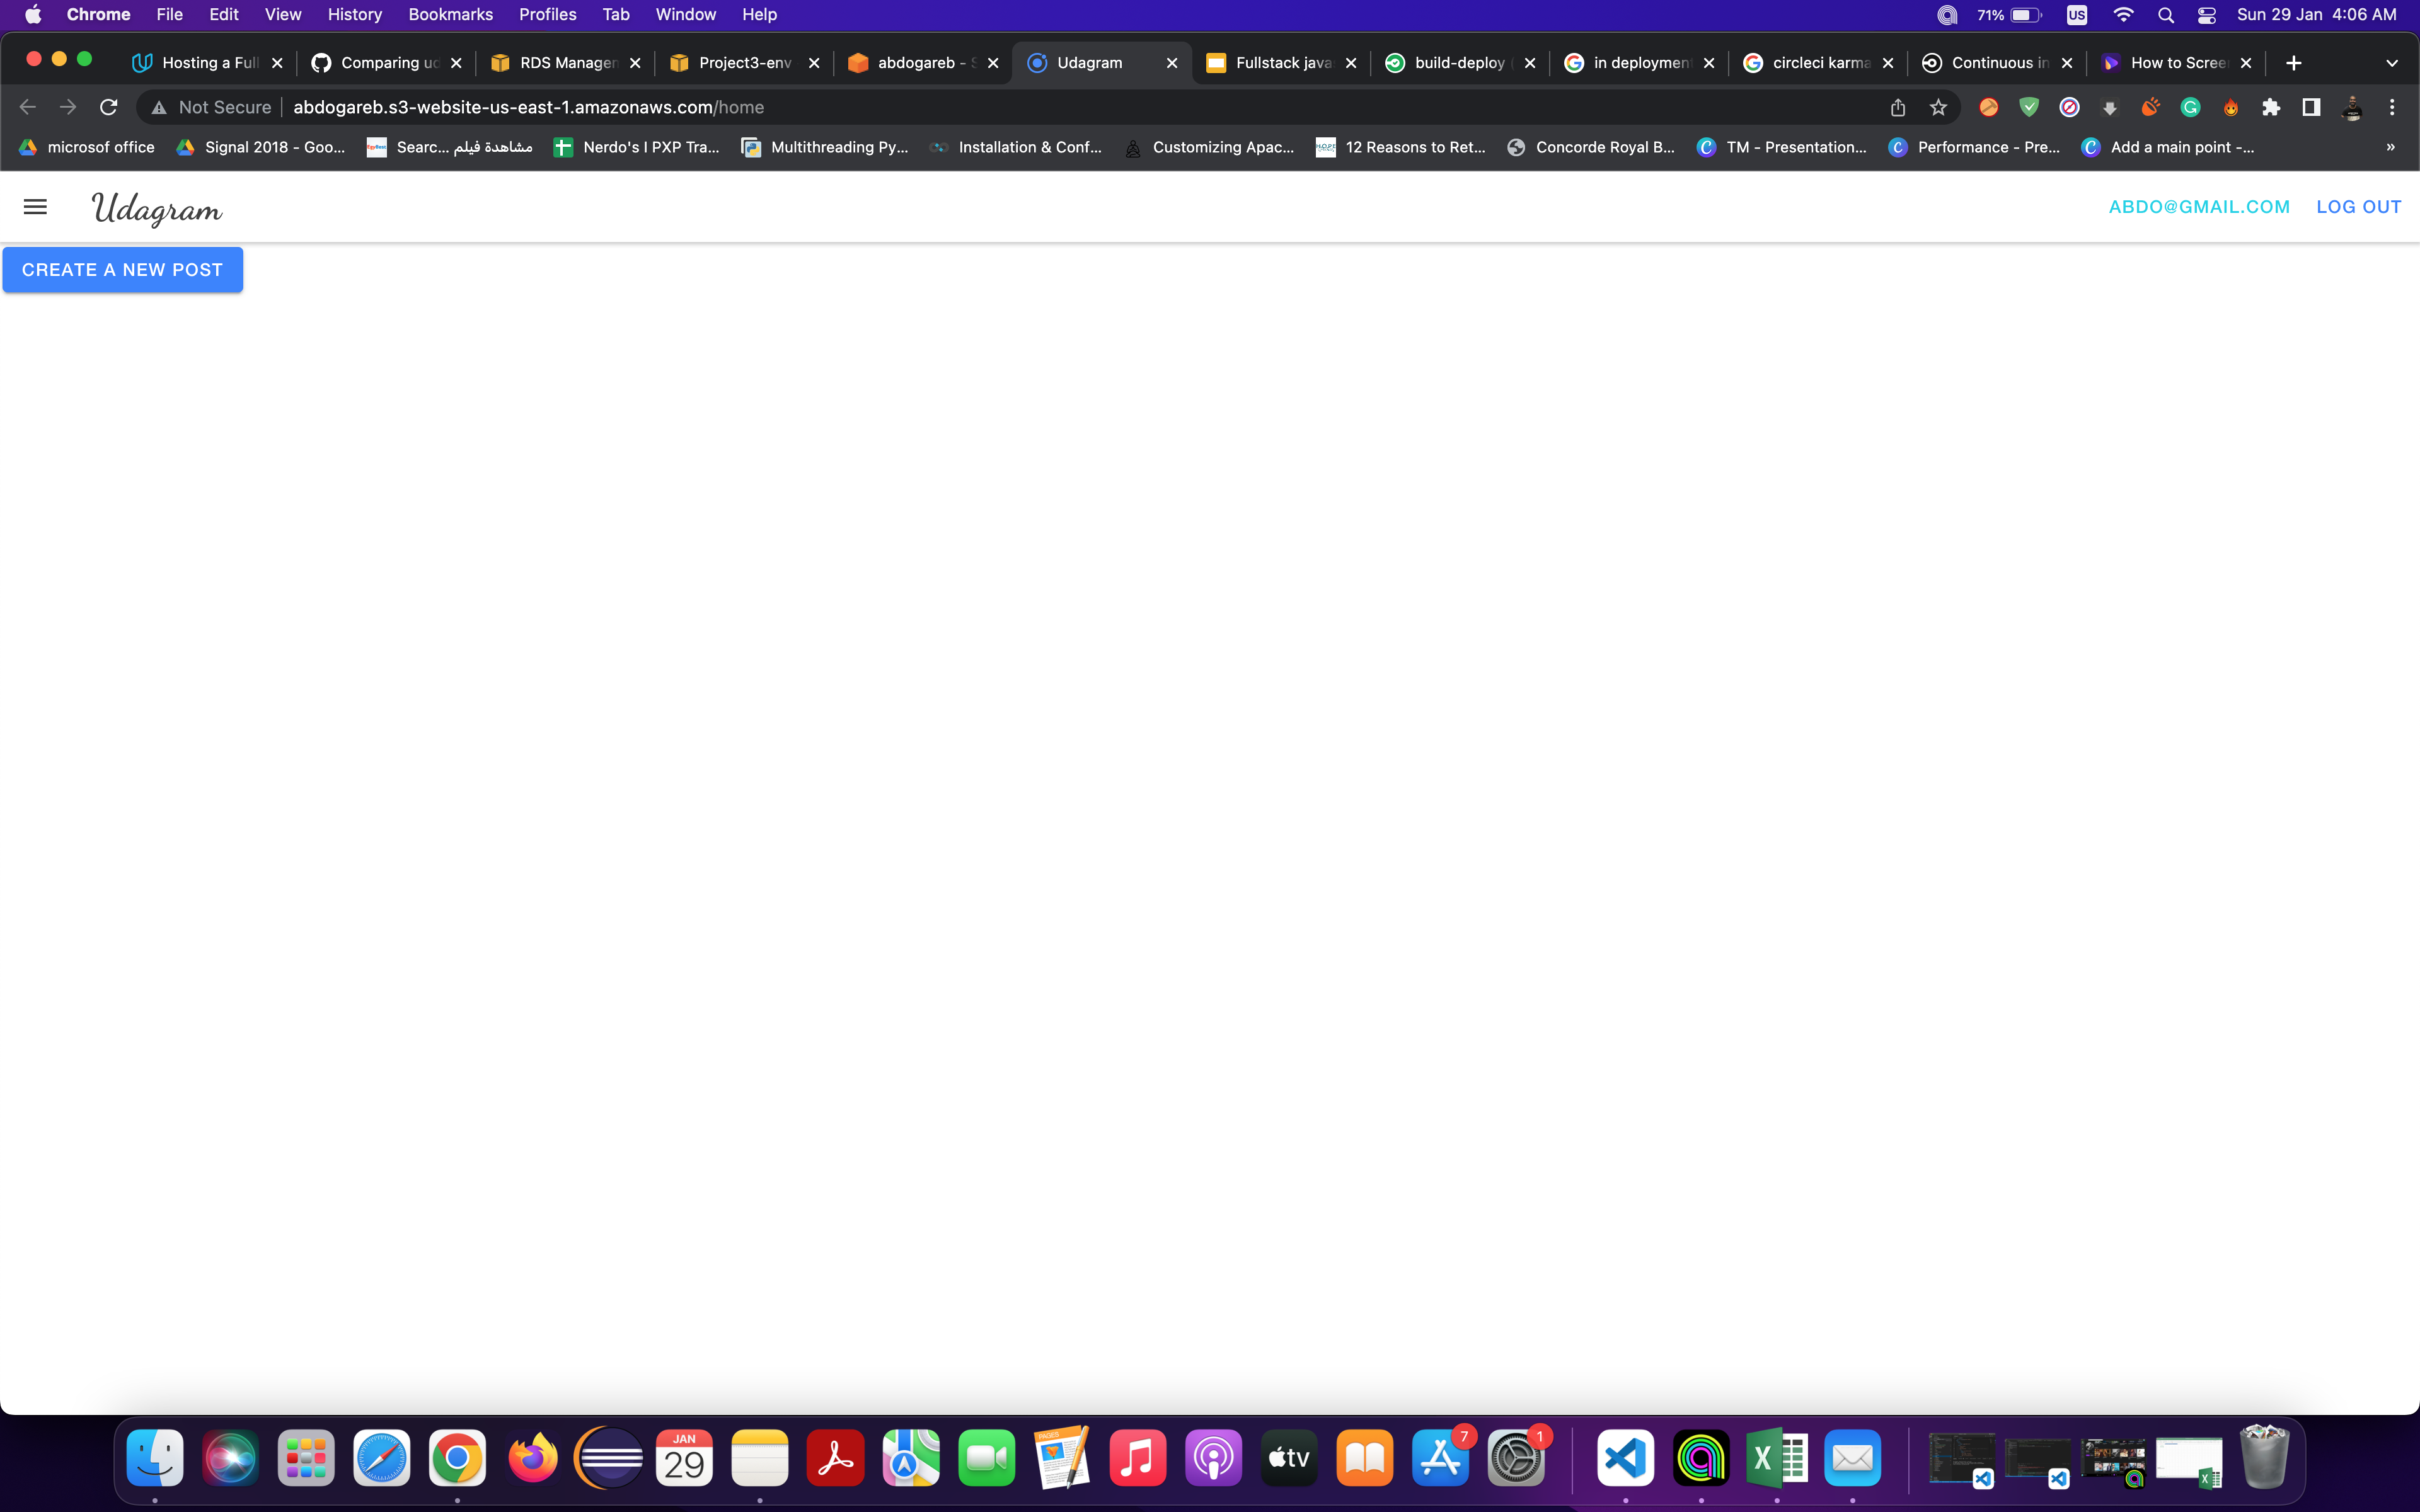 Chrome File Edit View History Bookmarks Profiles Tab Window Help 71% US Sun 29 Jan 4:06 AM
Hosting a Full Comparing ud RDS Managen Project3-env abdogareb - S Udagram Fullstack java build-deploy in deployment circleci karma Continuous in How to Screen
Not Secure abdogareb.s3-website-us-east-1.amazonaws.com/home
microsof office Signal 2018 - Goo... Searc... مشاهدة فيلم Nerdo's I PXP Tra... Multithreading Py... Installation & Conf... Customizing Apac... 12 Reasons to Ret... Concorde Royal B... TM - Presentation... Performance - Pre... Add a main point -... »
Udagram ABDO@GMAIL.COM LOG OUT
CREATE A NEW POST
JAN
29
PAGES
tv
7
1